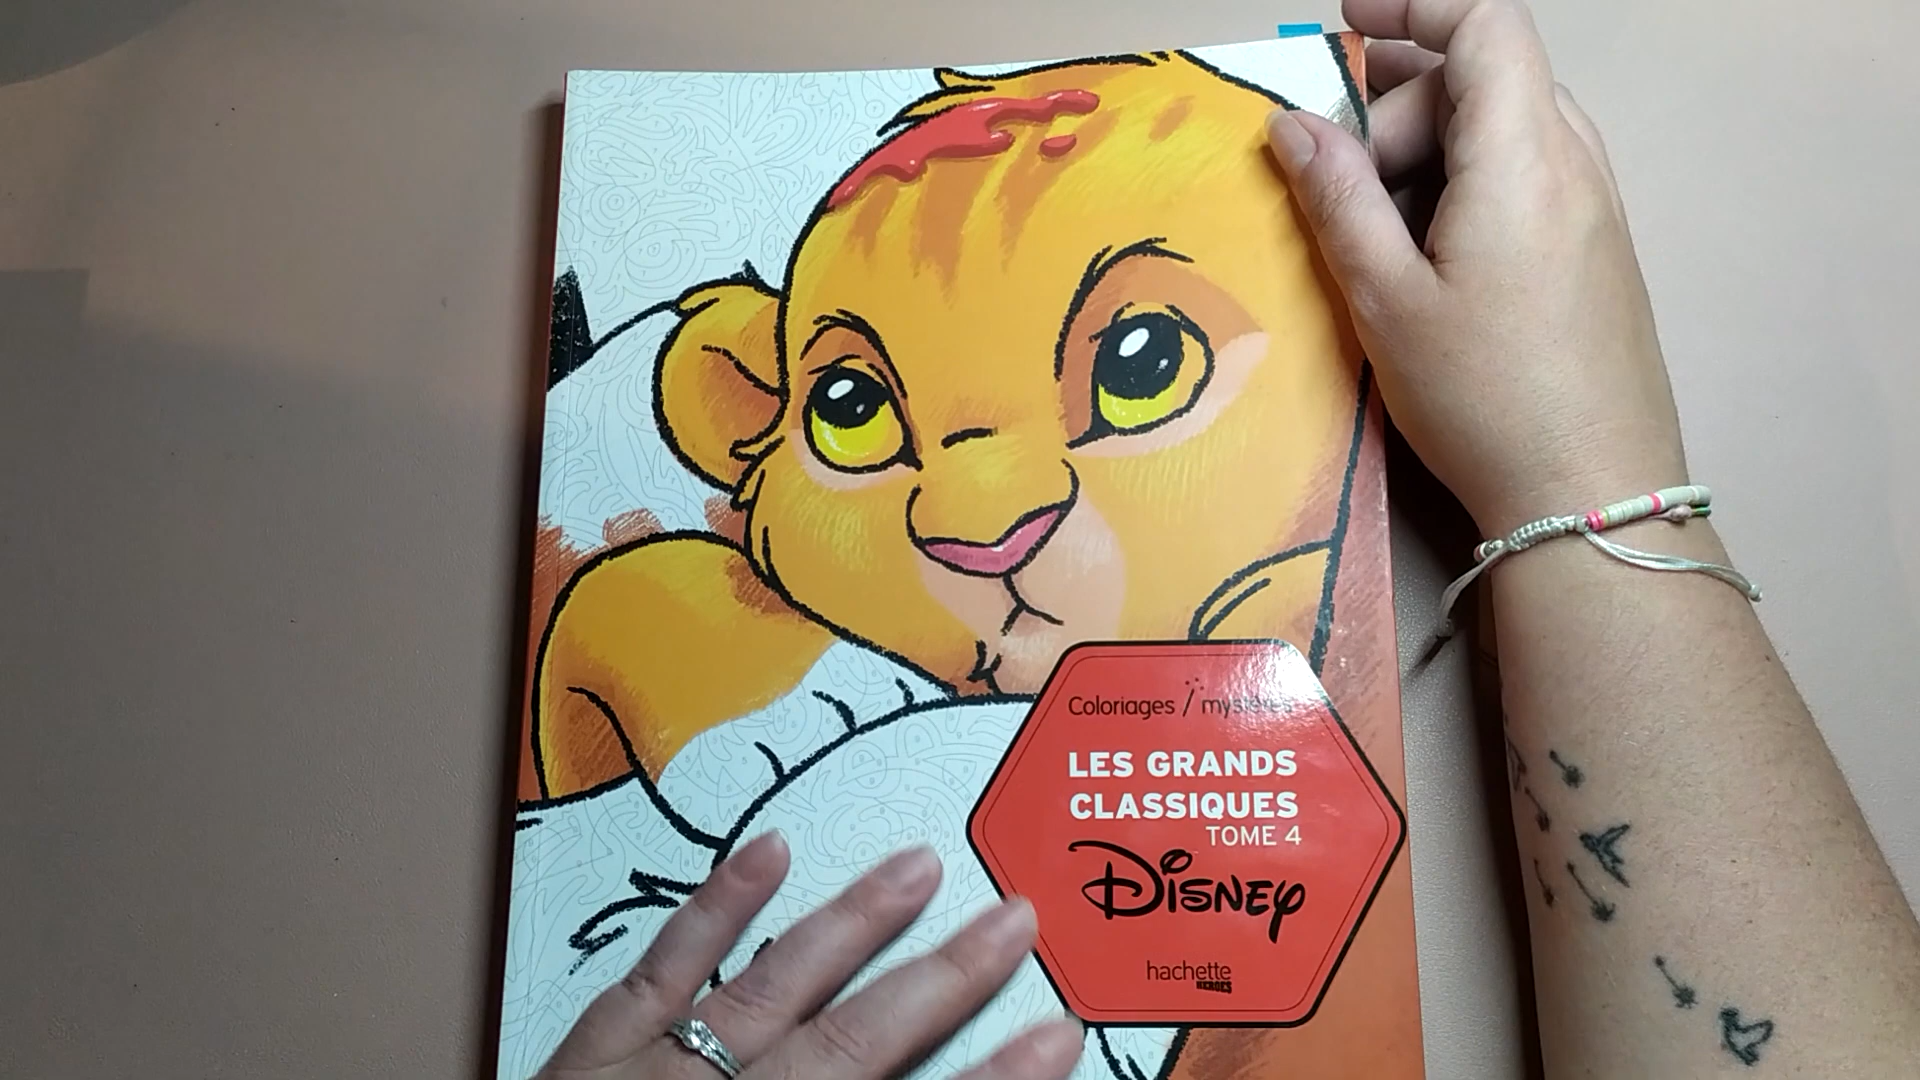 Coloriages / mystères
LES GRANDS
CLASSIQUES
TOME 4
Disney
hachette
HEROES